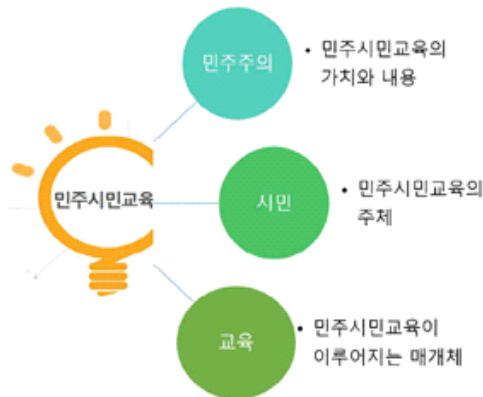 민주시민교육
민주주의
• 민주시민교육의
가치와 내용
시민
• 민주시민교육의
주체
교육
• 민주시민교육이
이루어지는 매개체